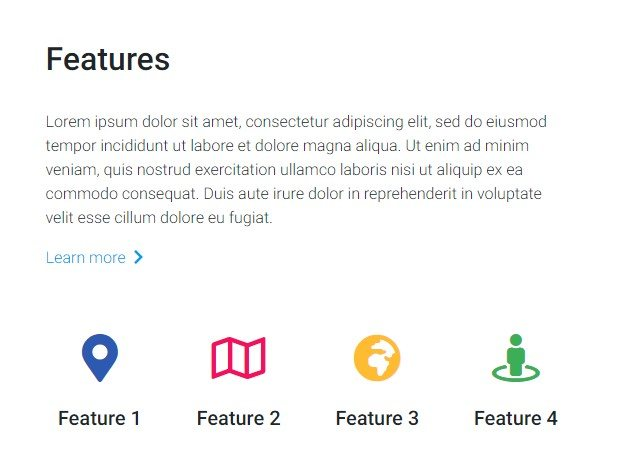 Features
Lorem ipsum dolor sit amet, consectetur adipiscing elit, sed do eiusmod
tempor incididunt ut labore et dolore magna aliqua. Ut enim ad minim
veniam, quis nostrud exercitation ullamco laboris nisi ut aliquip ex ea
commodo consequat. Duis aute irure dolor in reprehenderit in voluptate
velit esse cillum dolore eu fugiat.
Learn more
Feature 1
Feature 2
Feature 3
Feature 4